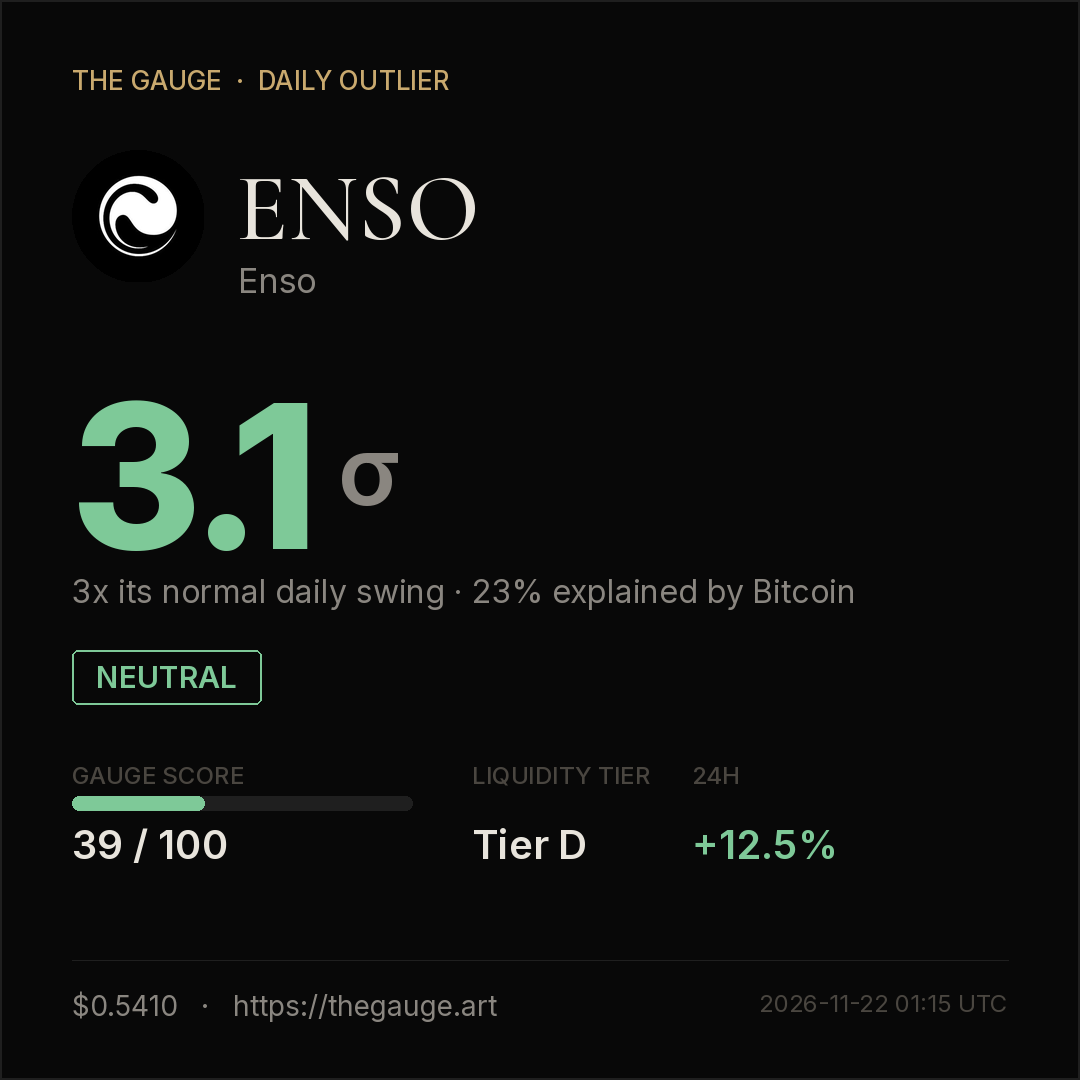 THE GAUGE · DAILY OUTLIER
ENSO
Enso
3.1 σ
3x its normal daily swing · 23% explained by Bitcoin
NEUTRAL
GAUGE SCORE LIQUIDITY TIER 24H
39 / 100 Tier D +12.5%
$0.5410 · https://thegauge.art 2026-11-22 01:15 UTC